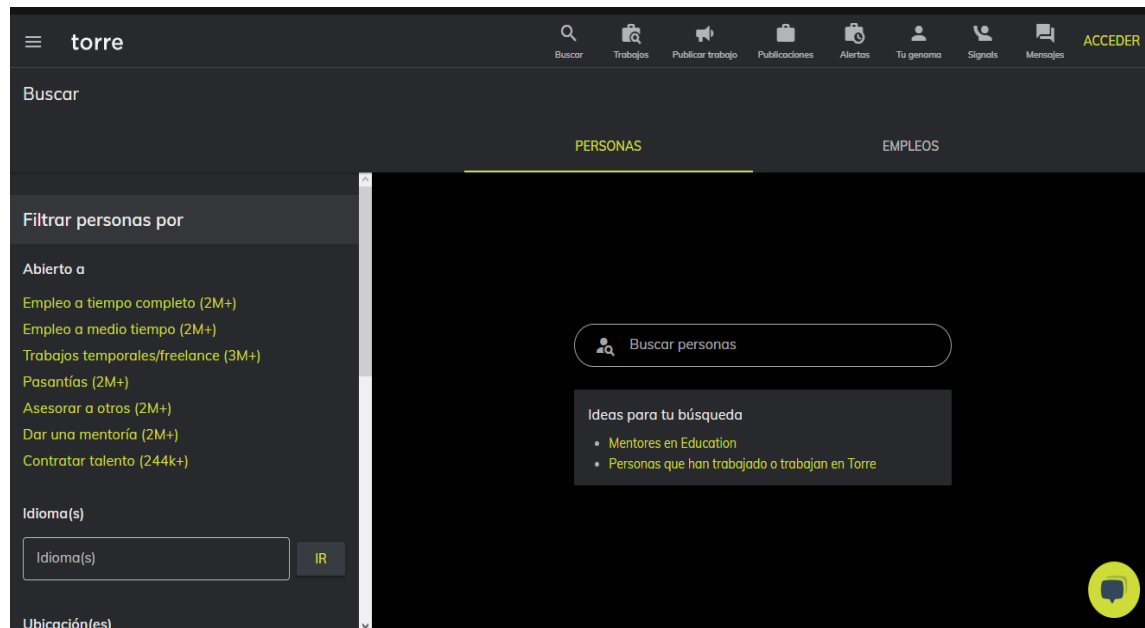 torre
Buscar
Trabajos
Publicar trabajo
Publicaciones
Alertas
Tu genoma
Signals
Mensajes
ACCEDER
Buscar
PERSONAS
EMPLEOS
Filtrar personas por
Abierto a
Empleo a tiempo completo (2M+)
Empleo a medio tiempo (2M+)
Trabajos temporales/freelance (3M+)
Pasantías (2M+)
Asesorar a otros (2M+)
Dar una mentoría (2M+)
Contratar talento (244k+)
Idioma(s)
Idioma(s)
IR
Ubicación(es)
Buscar personas
Ideas para tu búsqueda
• Mentores en Education
• Personas que han trabajado o trabajan en Torre